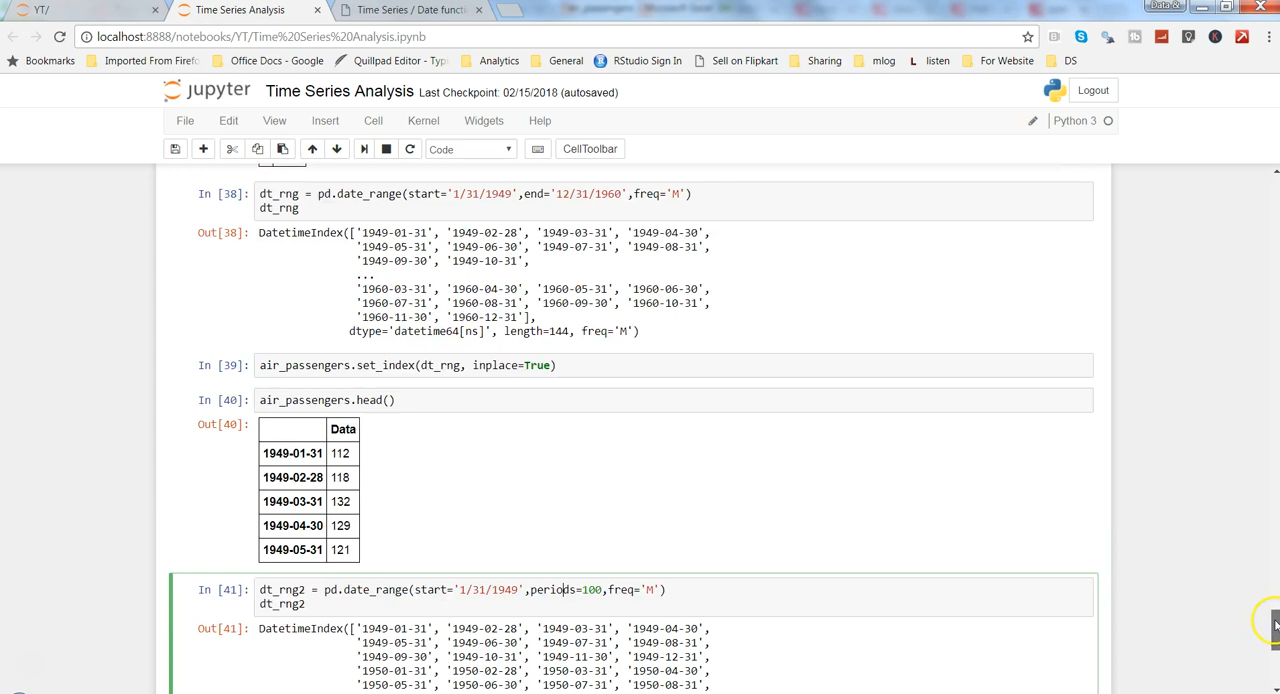 YT/
Time Series Analysis
Time Series / Date functi
Data &
localhost:8888/notebooks/YT/Time%20Series%20Analysis.ipynb
Bookmarks
Imported From Firefo
Office Docs - Google
Quillpad Editor - Typ
Analytics
General
RStudio Sign In
Sell on Flipkart
Sharing
mlog
L listen
For Website
DS
jupyter Time Series Analysis Last Checkpoint: 02/15/2018 (autosaved)
Logout
File Edit View Insert Cell Kernel Widgets Help
Python 3
Code
CellToolbar
In [38]: dt_rng = pd.date_range(start='1/31/1949',end='12/31/1960',freq='M')
dt_rng
Out[38]: DatetimeIndex(['1949-01-31', '1949-02-28', '1949-03-31', '1949-04-30',
'1949-05-31', '1949-06-30', '1949-07-31', '1949-08-31',
'1949-09-30', '1949-10-31',
...
'1960-03-31', '1960-04-30', '1960-05-31', '1960-06-30',
'1960-07-31', '1960-08-31', '1960-09-30', '1960-10-31',
'1960-11-30', '1960-12-31'],
dtype='datetime64[ns]', length=144, freq='M')
In [39]: air_passengers.set_index(dt_rng, inplace=True)
In [40]: air_passengers.head()
Out[40]:
Data
1949-01-31 112
1949-02-28 118
1949-03-31 132
1949-04-30 129
1949-05-31 121
In [41]: dt_rng2 = pd.date_range(start='1/31/1949',periods=100,freq='M')
dt_rng2
Out[41]: DatetimeIndex(['1949-01-31', '1949-02-28', '1949-03-31', '1949-04-30',
'1949-05-31', '1949-06-30', '1949-07-31', '1949-08-31',
'1949-09-30', '1949-10-31', '1949-11-30', '1949-12-31',
'1950-01-31', '1950-02-28', '1950-03-31', '1950-04-30',
'1950-05-31', '1950-06-30', '1950-07-31', '1950-08-31',